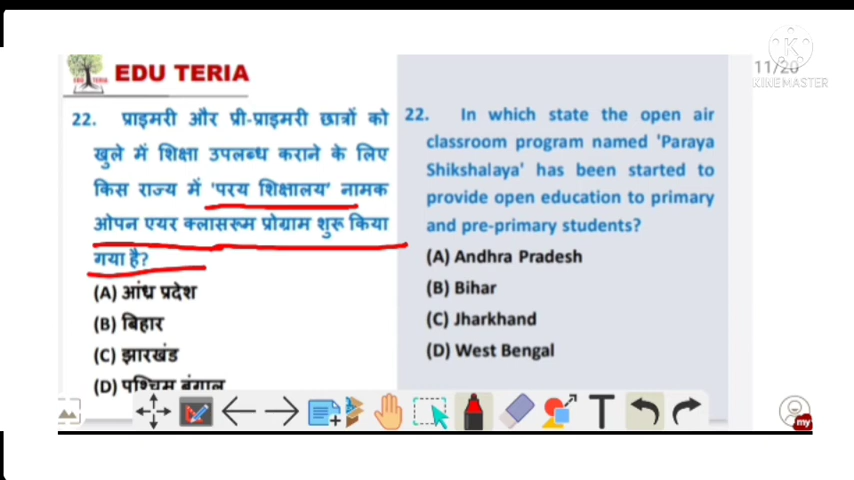 EDU TERIA
22. प्राइमरी और प्री-प्राइमरी छात्रों को
खुले में शिक्षा उपलब्ध कराने के लिए
किस राज्य में 'परय शिक्षालय' नामक
ओपन एयर क्लासरूम प्रोग्राम शुरू किया
गया है?
(A) आंध्र प्रदेश
(B) बिहार
(C) झारखंड
(D) पश्चिम बंगाल
22. In which state the open air
classroom program named 'Paraya
Shikshalaya' has been started to
provide open education to primary
and pre-primary students?
(A) Andhra Pradesh
(B) Bihar
(C) Jharkhand
(D) West Bengal
11/20
KINEMASTER
T
my